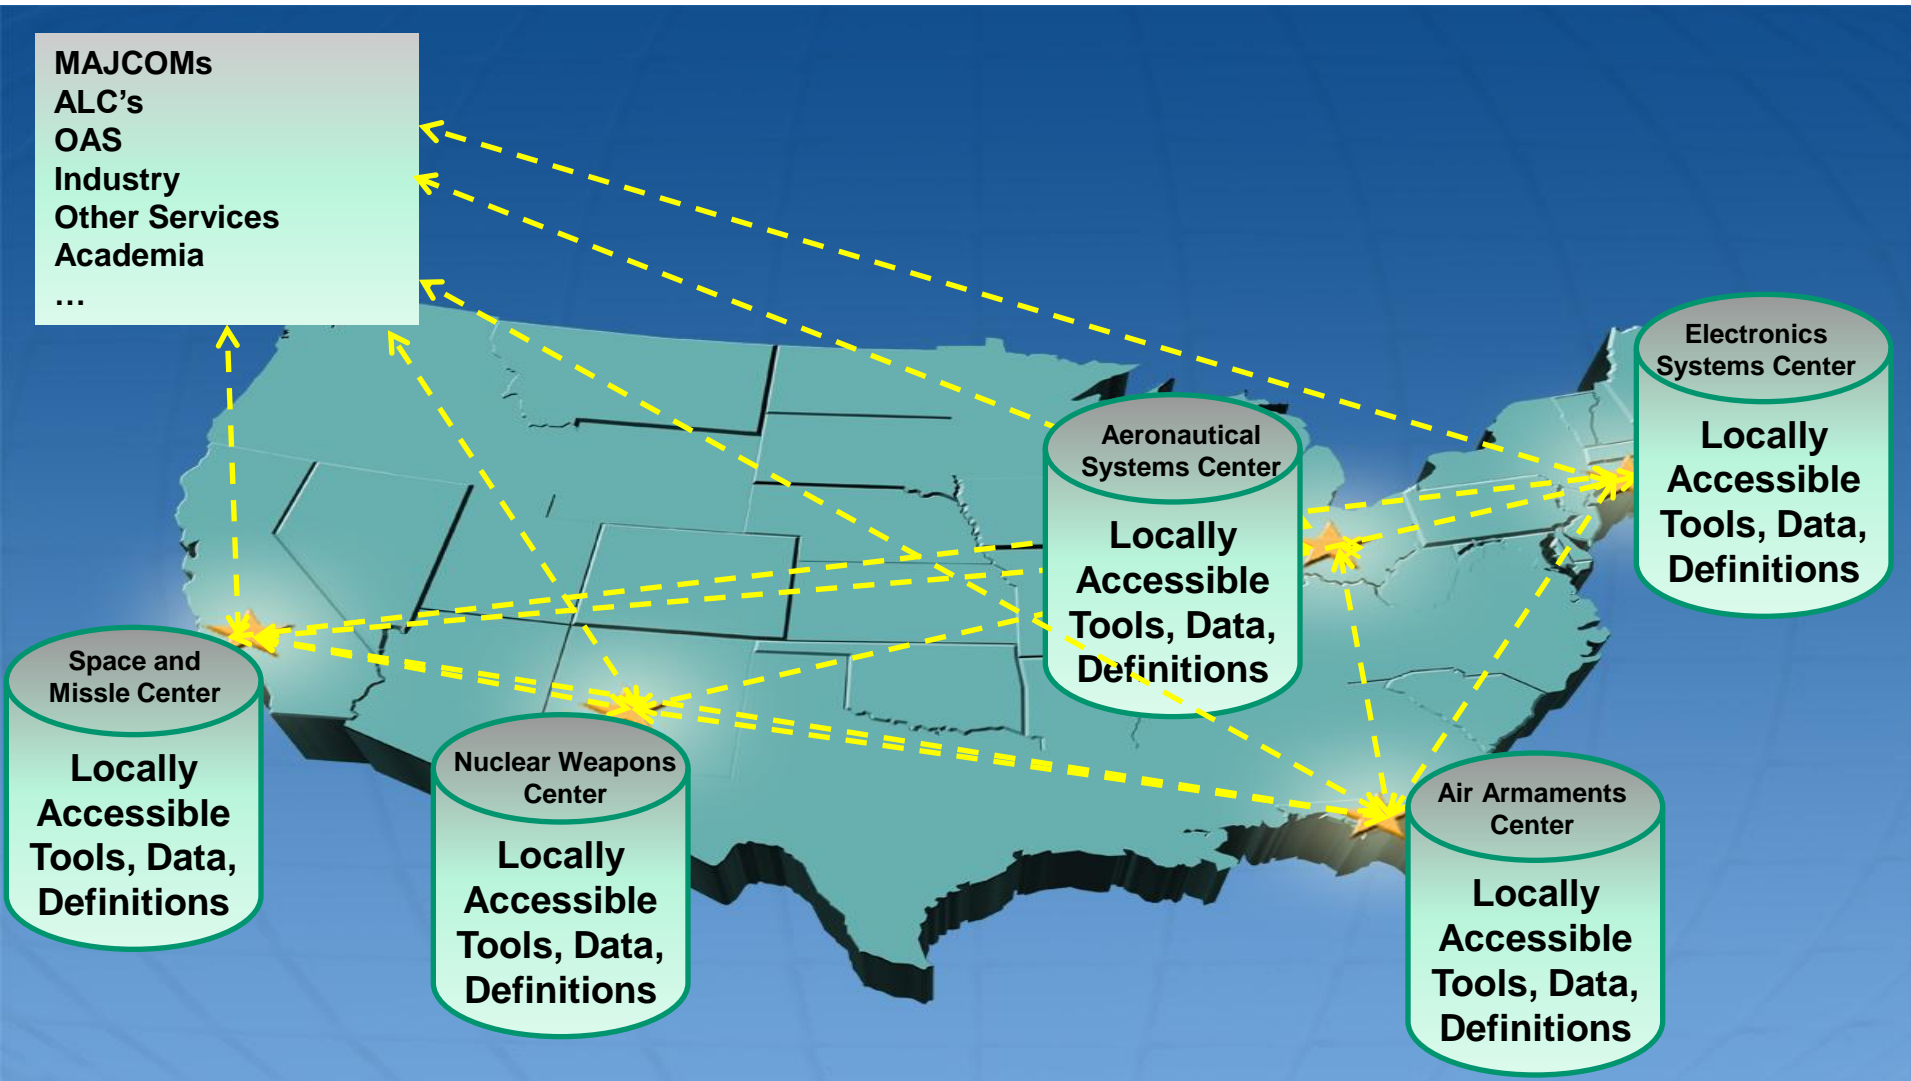 MAJCOMs
ALC’s
OAS
Industry
Other Services
Academia
…
Electronics
Systems Center
Locally
Accessible
Tools, Data,
Definitions
Aeronautical
Systems Center
Locally
Accessible
Tools, Data,
Definitions
Space and
Missle Center
Locally
Accessible
Tools, Data,
Definitions
Nuclear Weapons
Center
Locally
Accessible
Tools, Data,
Definitions
Air Armaments
Center
Locally
Accessible
Tools, Data,
Definitions